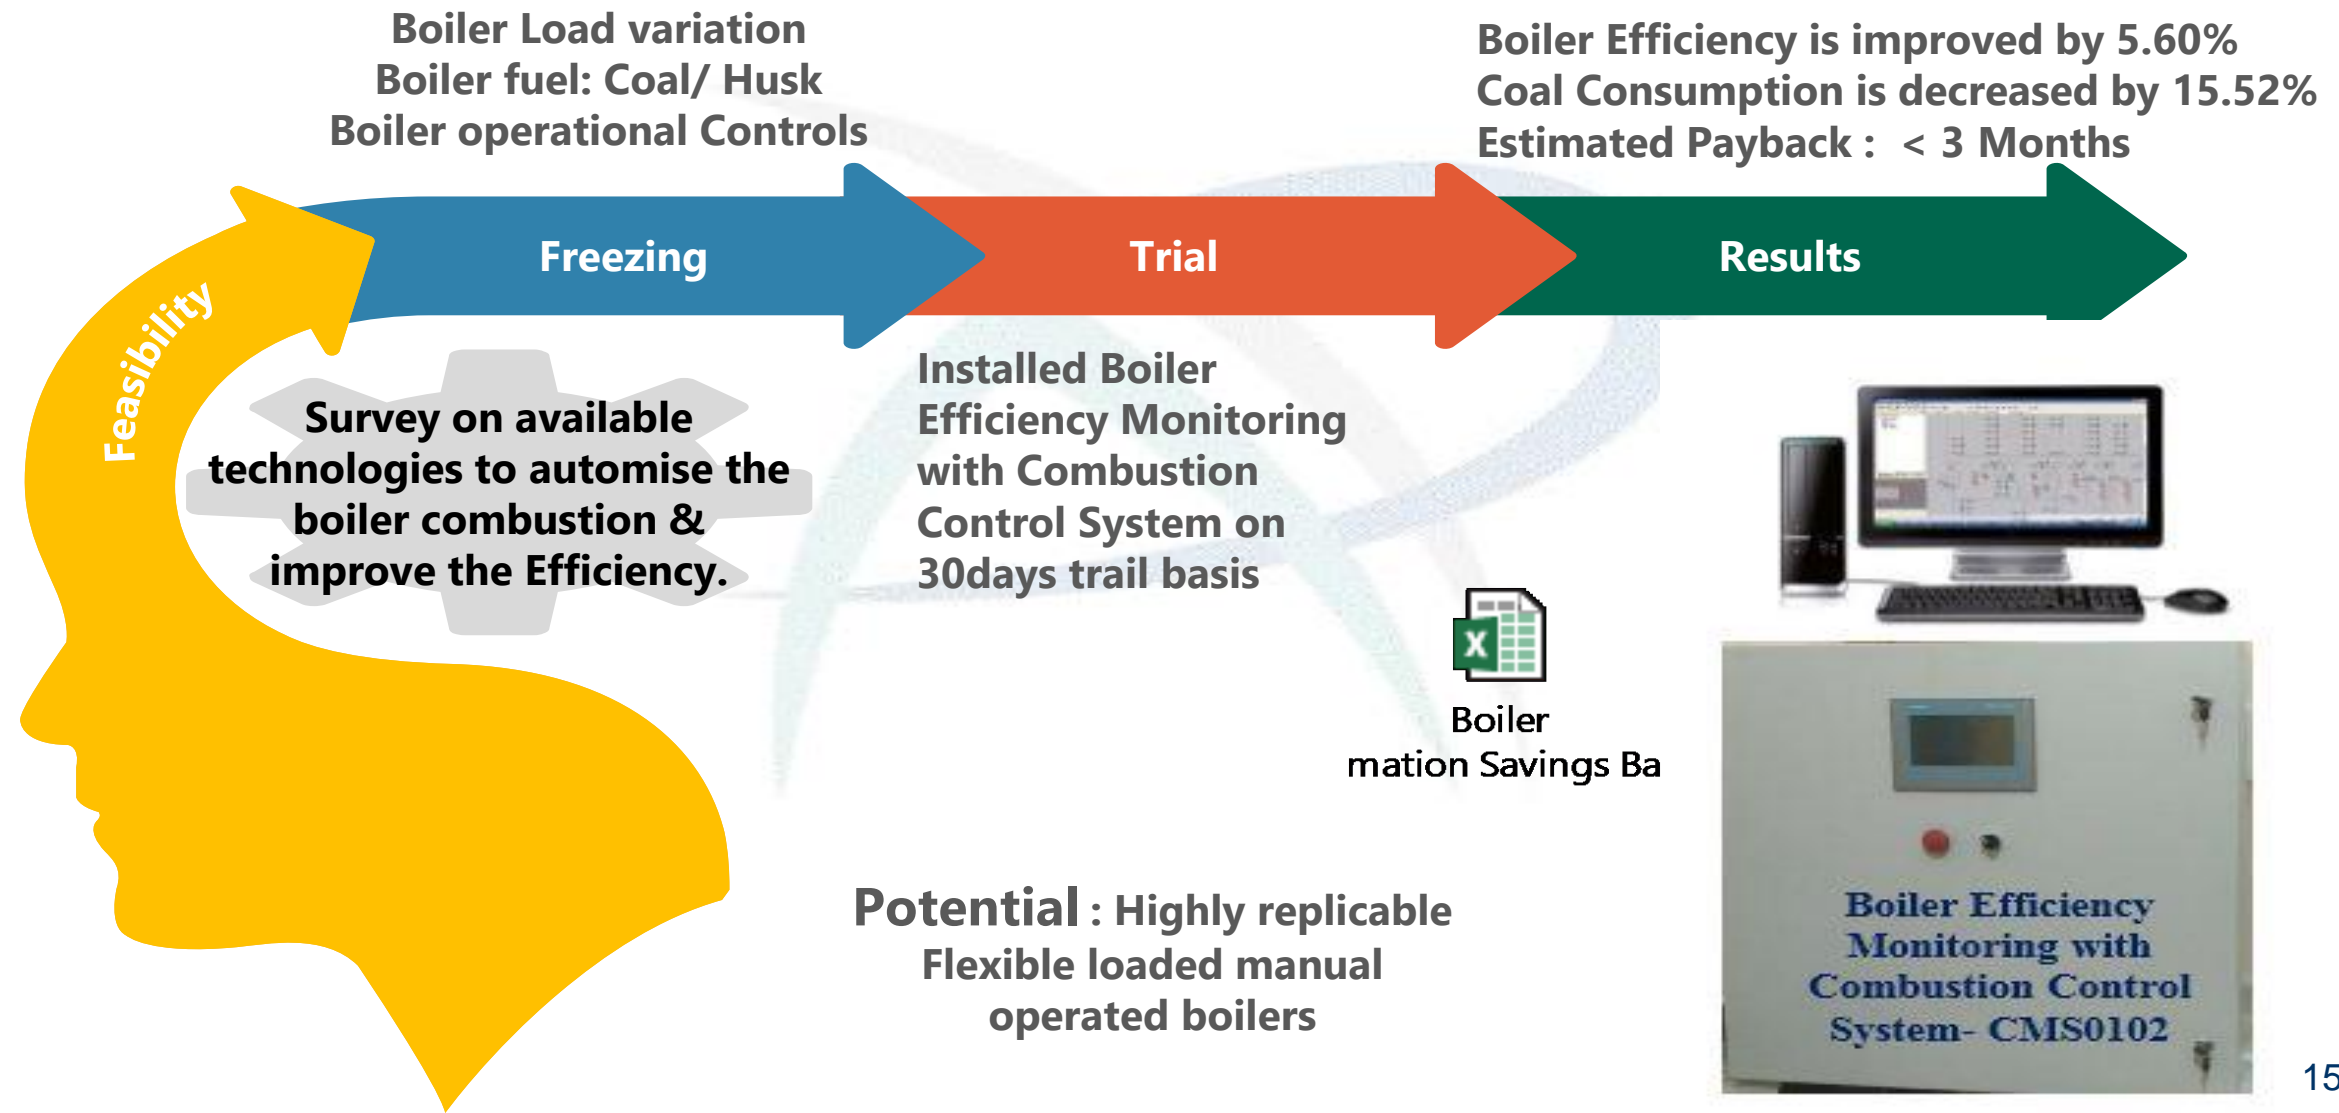 Boiler Load variation
Boiler fuel: Coal/ Husk
Boiler operational Controls
Boiler Efficiency is improved by 5.60%
Coal Consumption is decreased by 15.52%
Estimated Payback : < 3 Months
Feasibility
Freezing
Trial
Results
Survey on available
technologies to automise the
boiler combustion &
improve the Efficiency.
Installed Boiler
Efficiency Monitoring
with Combustion
Control System on
30days trail basis
Boiler
mation Savings Ba
Potential : Highly replicable
Flexible loaded manual
operated boilers
Boiler Efficiency
Monitoring with
Combustion Control
System- CMS0102
15